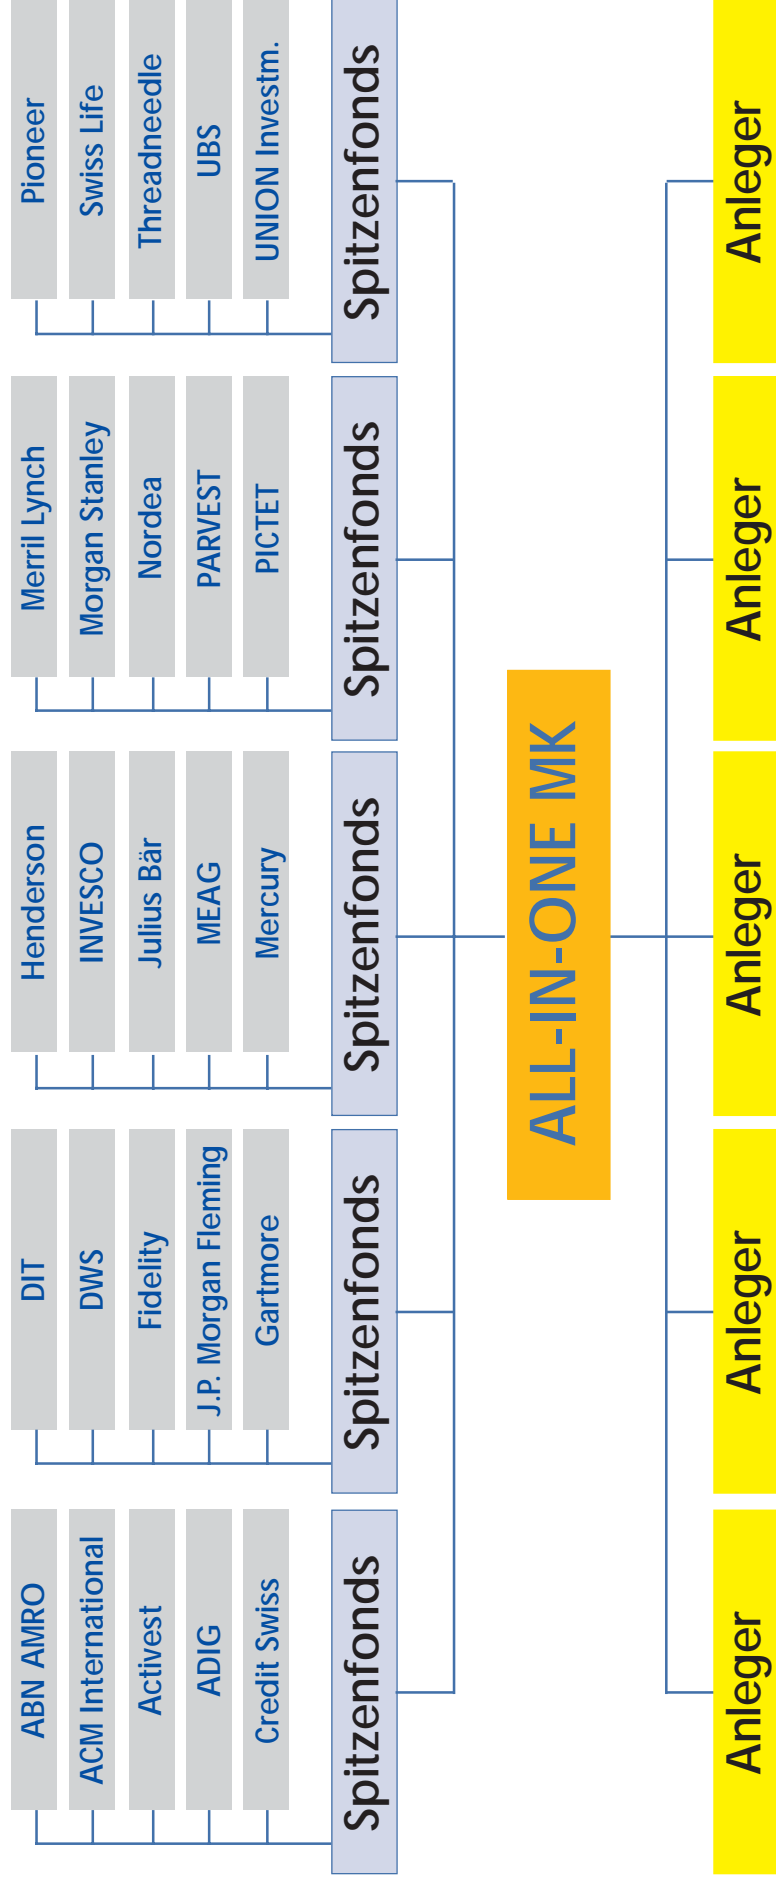 ABN AMRO
ACM International
Activest
ADIG
Credit Swiss
Spitzenfonds
DIT
DWS
Fidelity
J.P. Morgan Fleming
Gartmore
Spitzenfonds
Henderson
INVESCO
Julius Bär
MEAG
Mercury
Spitzenfonds
Merril Lynch
Morgan Stanley
Nordea
PARVEST
PICTET
Spitzenfonds
Pioneer
Swiss Life
Threadneedle
UBS
UNION Investm.
Spitzenfonds
ALL-IN-ONE MK
Anleger
Anleger
Anleger
Anleger
Anleger